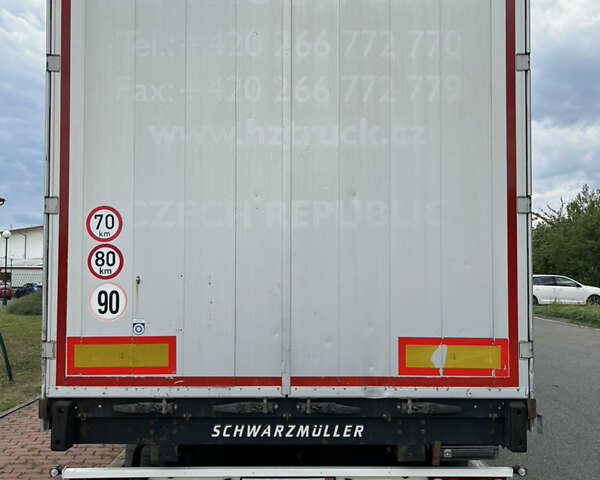 Tel.: +420 266 772 770
Fax: +420 266 772 779
www.hztruck.cz
CZECH REPUBLIC
70
km
80
km
90
SCHWARZMÜLLER